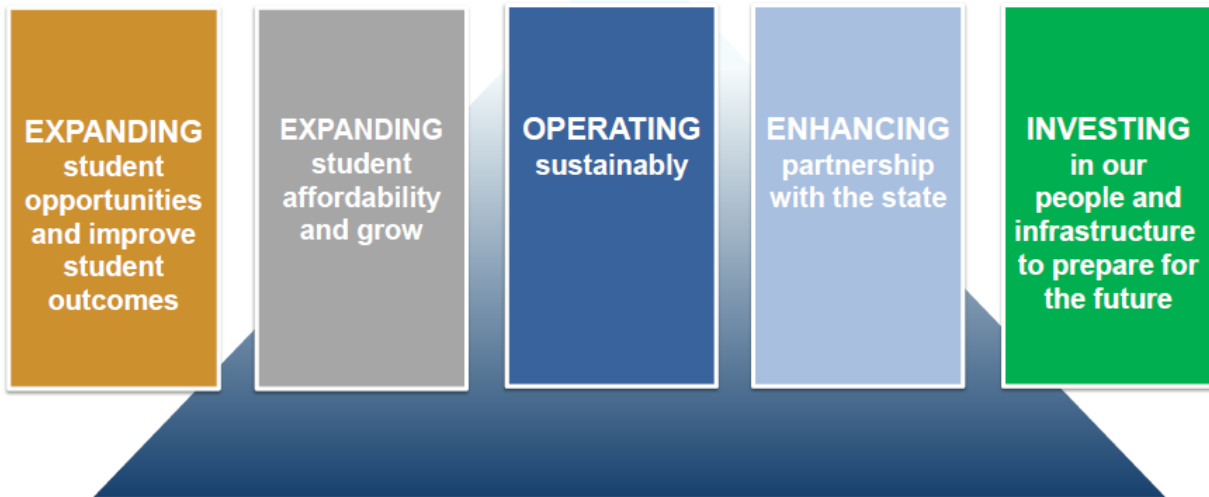 EXPANDING
student
opportunities
and improve
student
outcomes
EXPANDING
student
affordability
and grow
OPERATING
sustainably
ENHANCING
partnership
with the state
INVESTING
in our
people and
infrastructure
to prepare for
the future